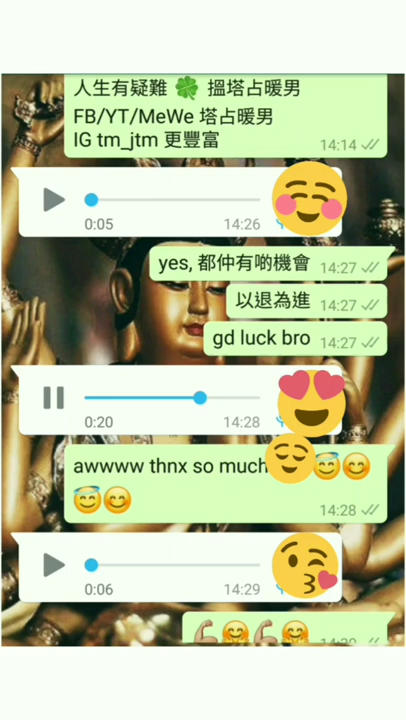 人生有疑難 🍀 搵塔占暖男
FB/YT/MeWe 塔占暖男
IG tm_jtm 更豐富
14:14
0:05 14:26
yes, 都仲有啲機會 14:27
以退為進 14:27
gd luck bro 14:27
0:20 14:28
awwww thnx so much 😇😊
😇😊 14:28
0:06 14:29
💪🤗💪🤗